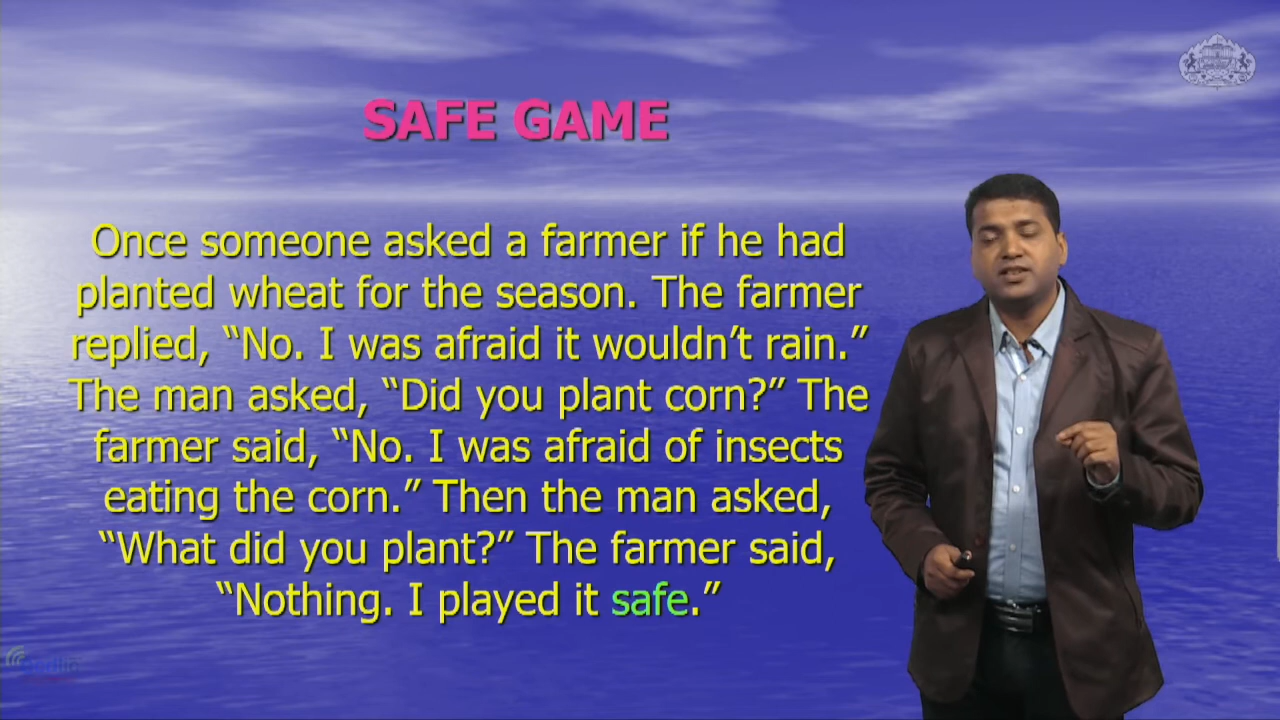 SAFE GAME
Once someone asked a farmer if he had
planted wheat for the season. The farmer
replied, “No. I was afraid it wouldn’t rain.”
The man asked, “Did you plant corn?” The
farmer said, “No. I was afraid of insects
eating the corn.” Then the man asked,
“What did you plant?” The farmer said,
“Nothing. I played it safe.”